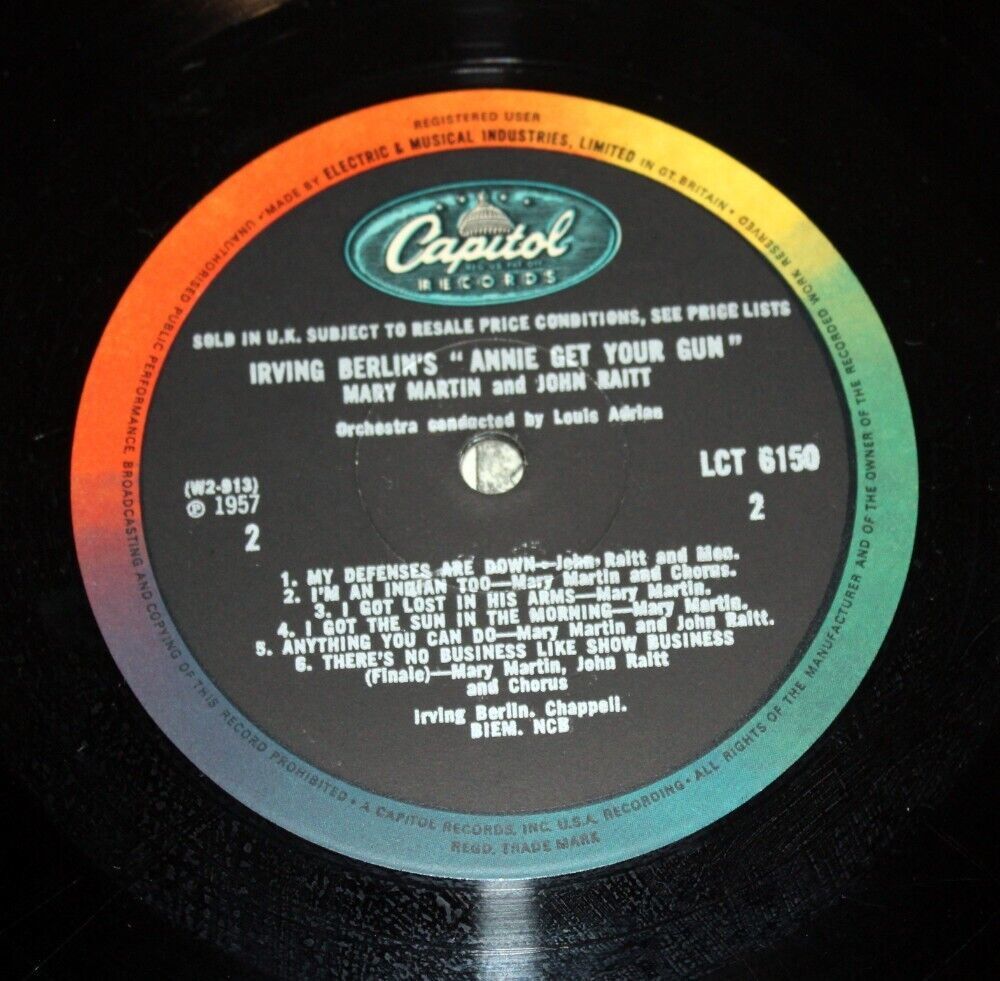 REGISTERED USER
MADE BY ELECTRIC & MUSICAL INDUSTRIES, LIMITED IN GT. BRITAIN • ALL RIGHTS OF THE MANUFACTURER AND OF THE OWNER OF THE RECORDED WORK RESERVED
UNAUTHORISED PUBLIC PERFORMANCE, BROADCASTING AND COPYING OF THIS RECORD PROHIBITED • A CAPITOL RECORDS, INC. U.S.A. RECORDING •
REGD. TRADE MARK
Capitol
RECORDS
SOLD IN U.K. SUBJECT TO RESALE PRICE CONDITIONS, SEE PRICE LISTS
IRVING BERLIN'S "ANNIE GET YOUR GUN"
MARY MARTIN and JOHN RAITT
Orchestra conducted by Louis Adrian
(W2-913)
LCT 6150
℗ 1957
2
2
1. MY DEFENSES ARE DOWN—John Raitt and Men.
2. I'M AN INDIAN TOO—Mary Martin and Chorus.
3. I GOT LOST IN HIS ARMS—Mary Martin.
4. I GOT THE SUN IN THE MORNING—Mary Martin.
5. ANYTHING YOU CAN DO—Mary Martin and John Raitt.
6. THERE'S NO BUSINESS LIKE SHOW BUSINESS
(Finale)—Mary Martin, John Raitt
and Chorus
Irving Berlin. Chappell.
BIEM. NCB